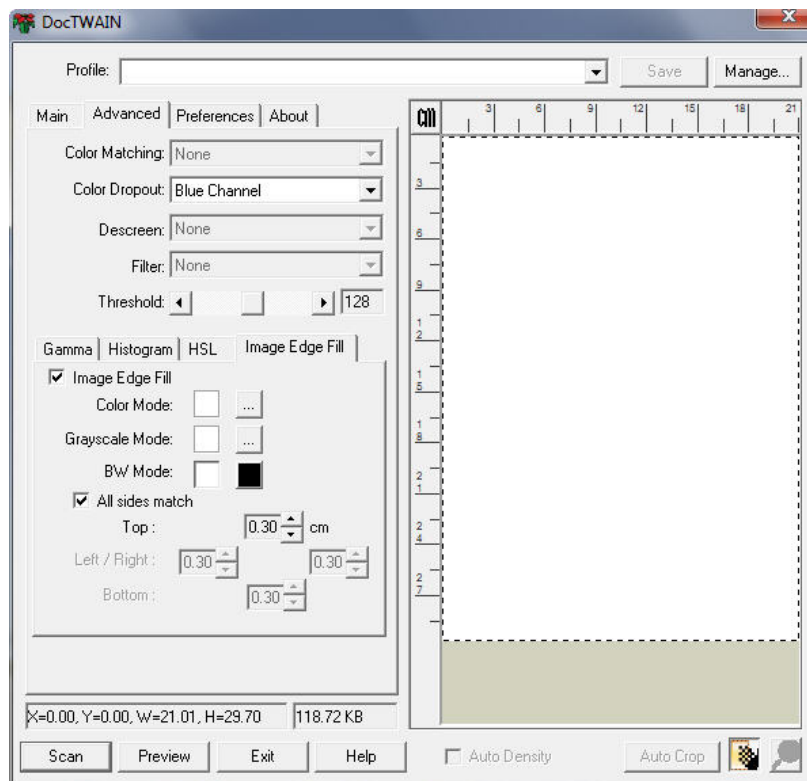 DocTWAIN
Profile: Save Manage...
Main Advanced Preferences About
Color Matching: None
Color Dropout: Blue Channel
Descreen: None
Filter: None
Threshold: 128
Gamma Histogram HSL Image Edge Fill
Image Edge Fill
Color Mode: ...
Grayscale Mode: ...
BW Mode:
All sides match
Top : 0.30 cm
Left / Right : 0.30 0.30
Bottom : 0.30
X=0.00, Y=0.00, W=21.01, H=29.70 118.72 KB
Scan Preview Exit Help
cm 3 6 9 12 15 18 21
3
6
9
12
15
18
21
24
27
Auto Density Auto Crop